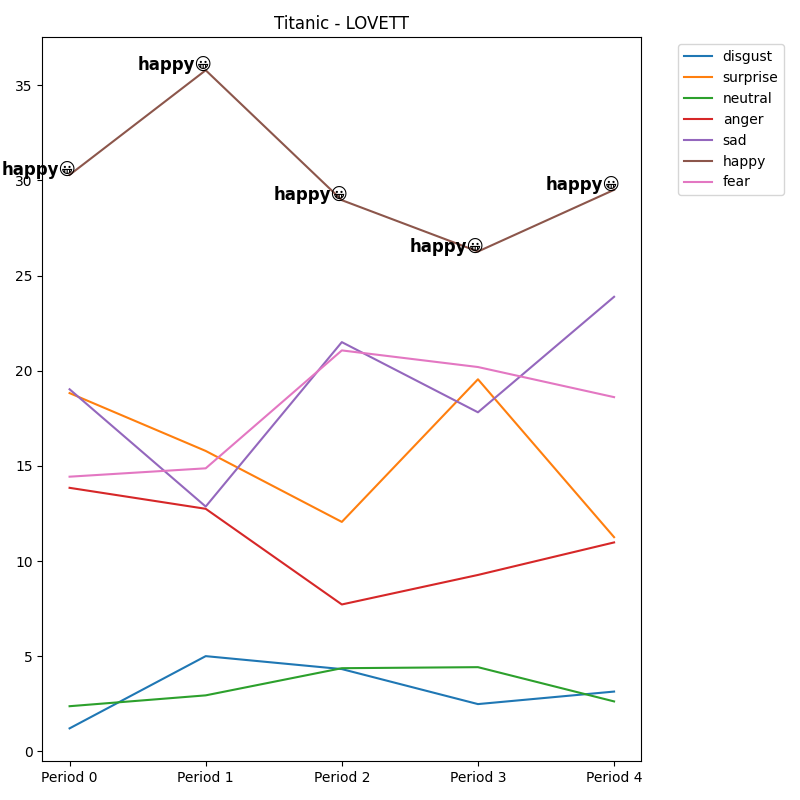 Titanic - LOVETT
happy😀
happy😀
happy😀
happy😀
happy😀
35
30
25
20
15
10
5
0
Period 0 Period 1 Period 2 Period 3 Period 4
disgust
surprise
neutral
anger
sad
happy
fear